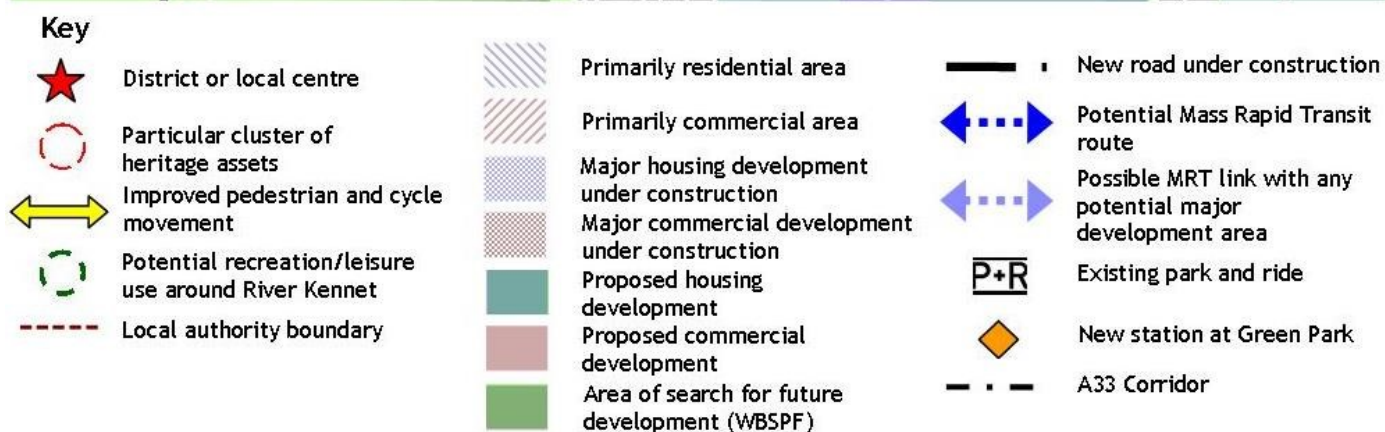 Key
District or local centre
Particular cluster of
heritage assets
Improved pedestrian and cycle
movement
Potential recreation/leisure
use around River Kennet
Local authority boundary
Primarily residential area
Primarily commercial area
Major housing development
under construction
Major commercial development
under construction
Proposed housing
development
Proposed commercial
development
Area of search for future
development (WBSPF)
New road under construction
Potential Mass Rapid Transit
route
Possible MRT link with any
potential major
development area
P+R
Existing park and ride
New station at Green Park
A33 Corridor